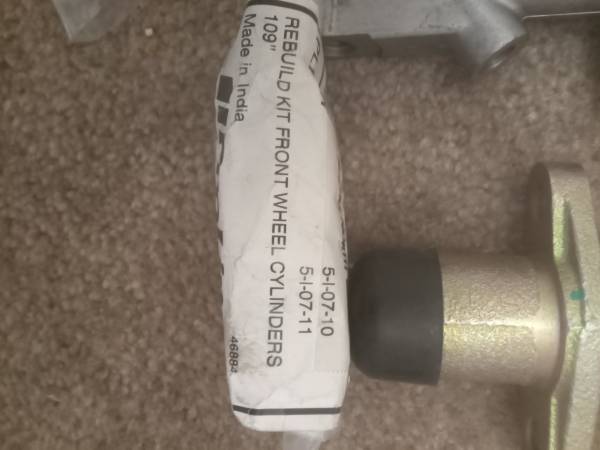 5-I-07-10
5-I-07-11
REBUILD KIT FRONT WHEEL CYLINDERS
109"
Made in India
46884